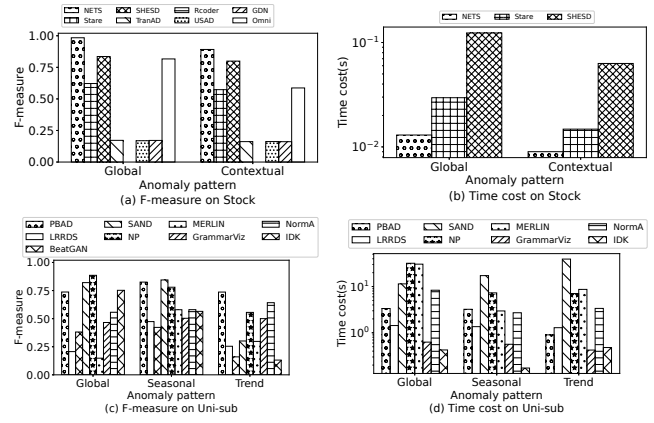 NETS SHESD Rcoder GDN
Stare TranAD USAD Omni
F-measure
1.00
0.75
0.50
0.25
0.00
Global Contextual
Anomaly pattern
(a) F-measure on Stock
NETS Stare SHESD
Time cost(s)
10⁻¹
10⁻²
Global Contextual
Anomaly pattern
(b) Time cost on Stock
PBAD SAND MERLIN NormA
LRRDS NP GrammarViz IDK
BeatGAN
F-measure
1.00
0.75
0.50
0.25
0.00
Global Seasonal Trend
Anomaly pattern
(c) F-measure on Uni-sub
PBAD SAND MERLIN NormA
LRRDS NP GrammarViz IDK
Time cost(s)
10¹
10⁰
Global Seasonal Trend
Anomaly pattern
(d) Time cost on Uni-sub